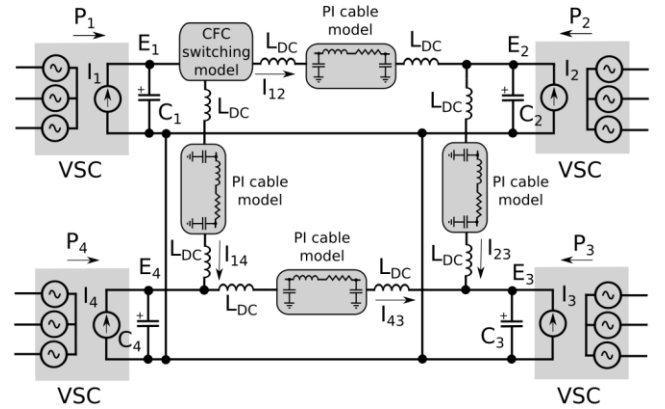 P1
E1
CFC
switching
model
LDC
I12
PI cable
model
LDC
E2
P2
I1
C1
LDC
LDC
C2
I2
VSC
VSC
PI cable
model
PI cable
model
P4
E4
LDC
I14
PI cable
model
LDC
I23
E3
P3
I4
C4
LDC
LDC
I43
C3
I3
VSC
VSC
+
+
+
+